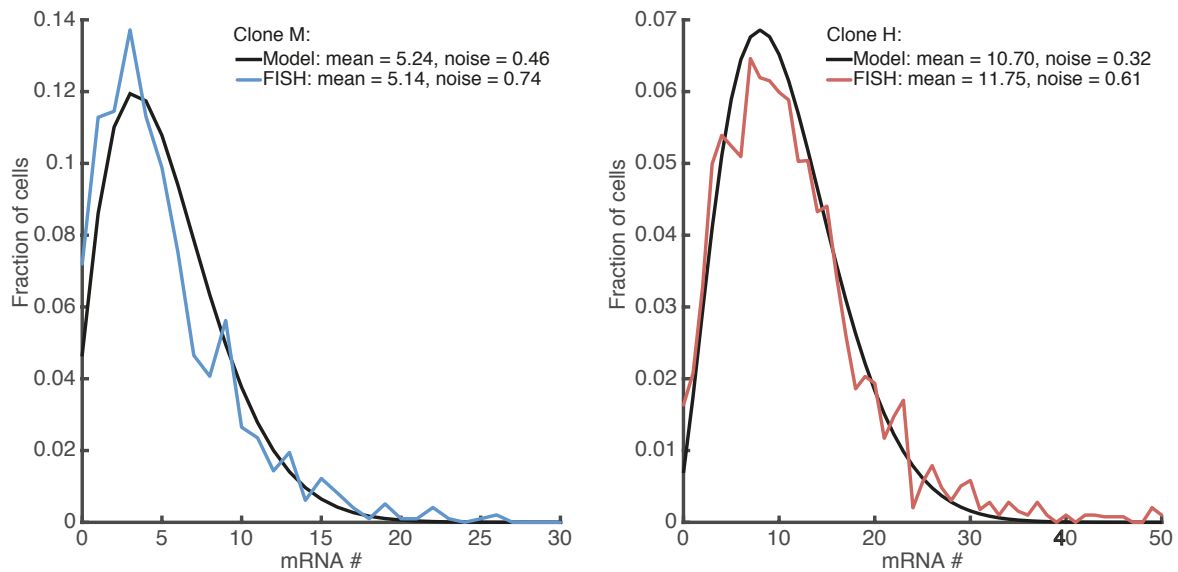 Clone M:
Model: mean = 5.24, noise = 0.46
FISH: mean = 5.14, noise = 0.74
Fraction of cells
0.14
0.12
0.1
0.08
0.06
0.04
0.02
0
0 5 10 15 20 25 30
mRNA #
Clone H:
Model: mean = 10.70, noise = 0.32
FISH: mean = 11.75, noise = 0.61
Fraction of cells
0.07
0.06
0.05
0.04
0.03
0.02
0.01
0
0 10 20 30 40 50
mRNA #